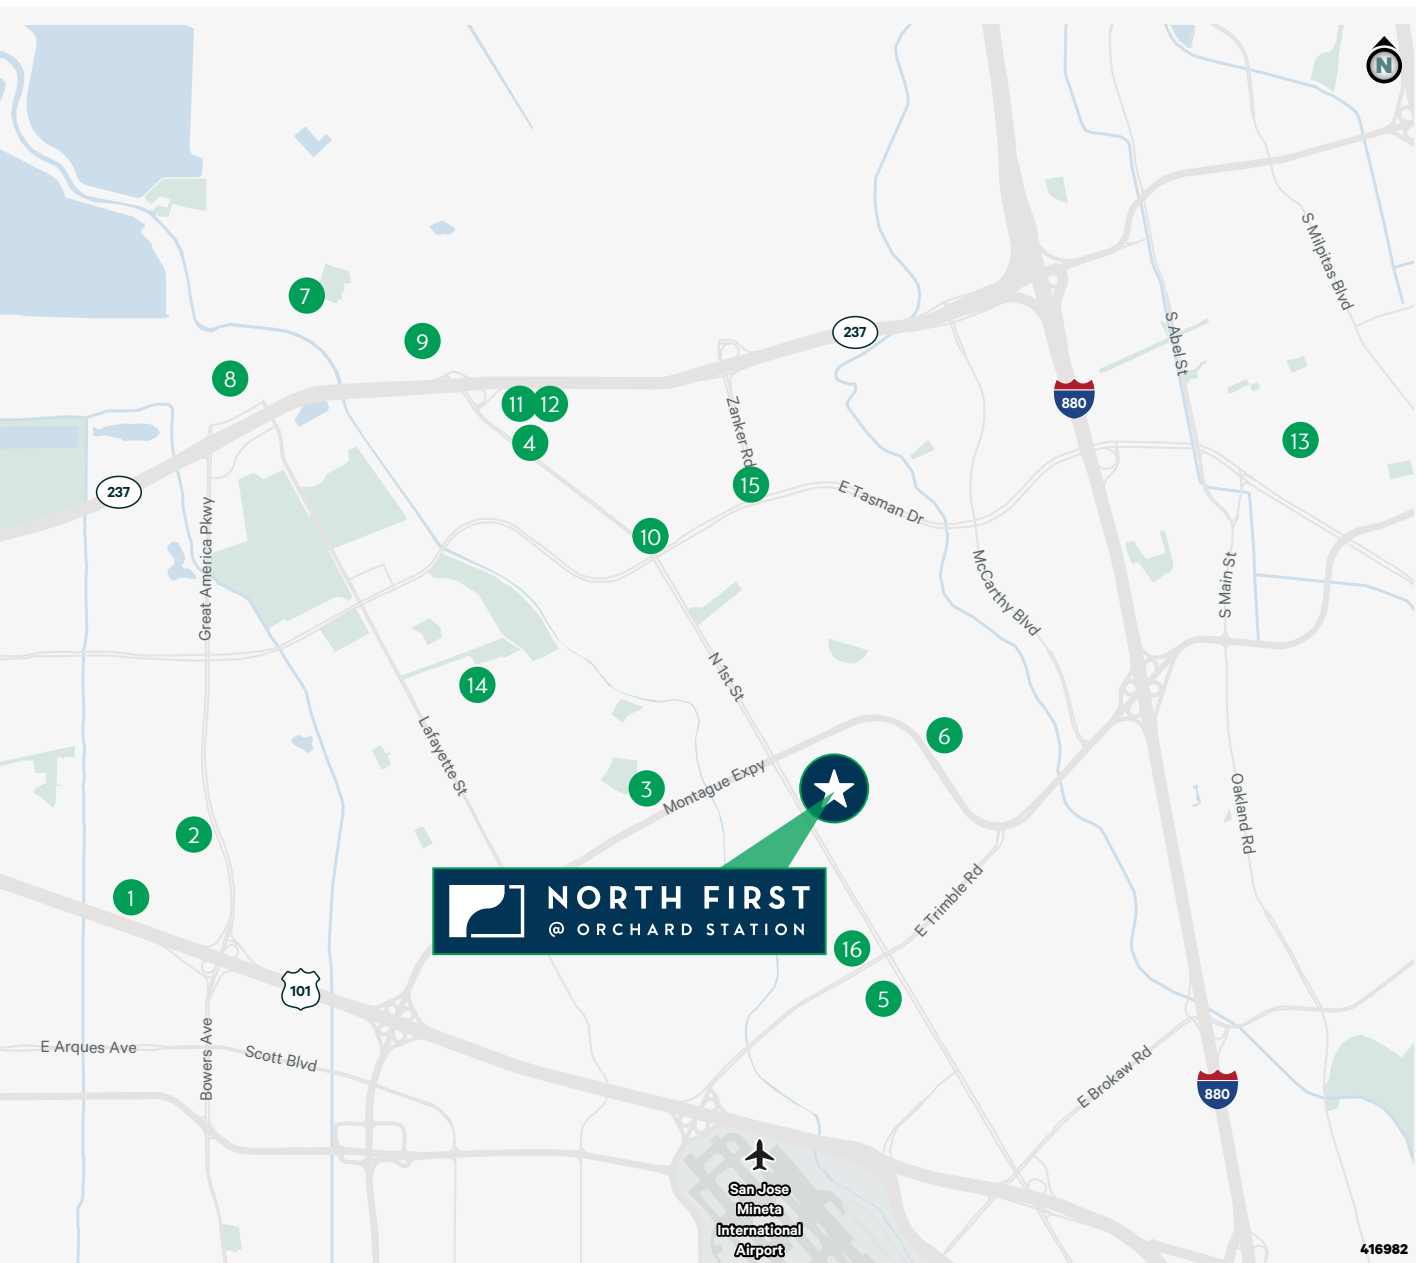 N
S Milpitas Blvd
7
237
S Abel St
9
8
880
11
12
Zanker Rd
4
13
15
237
E Tasman Dr
Great America Pkwy
10
McCarthy Blvd
S Main St
N 1st St
14
Lafayette St
6
Montague Expy
3
Oakland Rd
2
1
NORTH FIRST
@ ORCHARD STATION
E Trimble Rd
16
101
5
E Arques Ave
Bowers Ave
Scott Blvd
E Brokaw Rd
880
San Jose
Mineta
International
Airport
416982